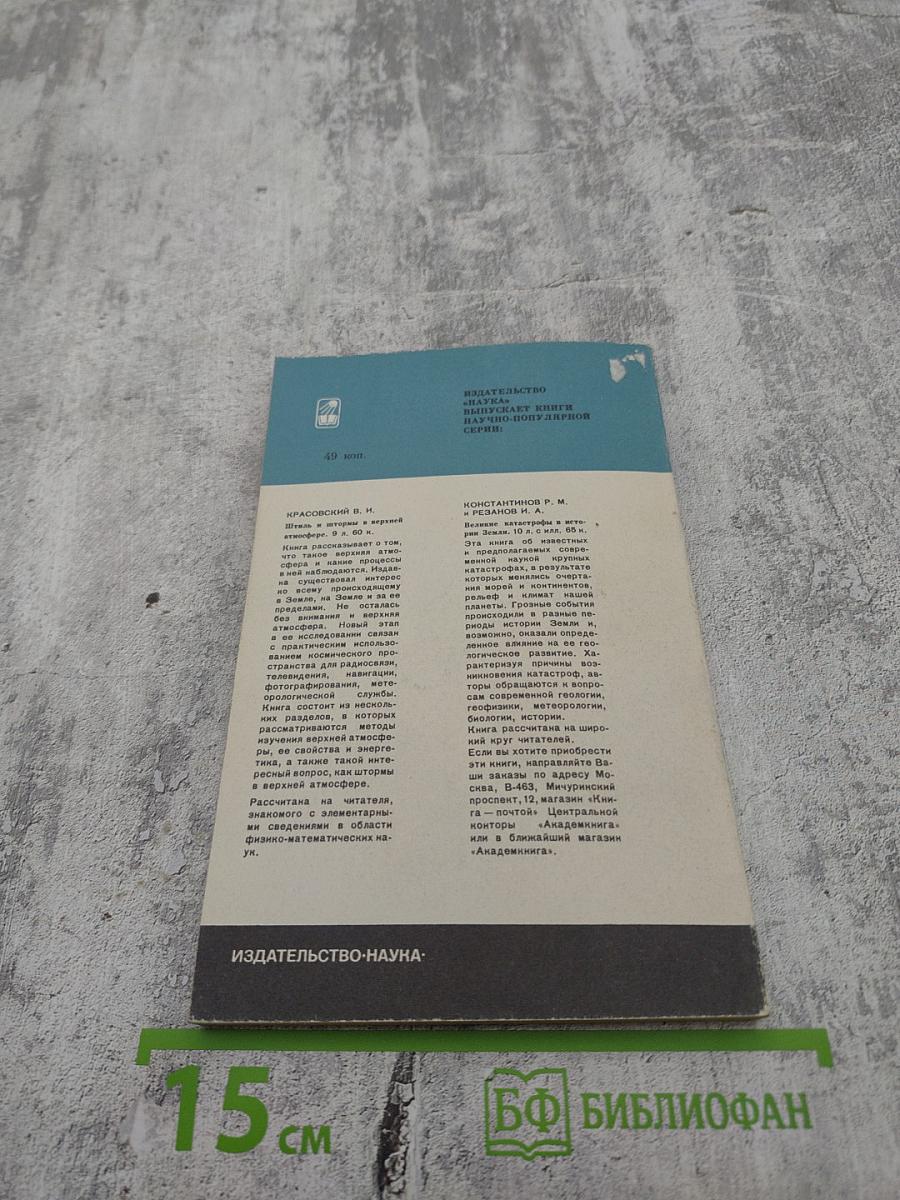 ИЗДАТЕЛЬСТВО
«НАУКА»
ВЫПУСКАЕТ КНИГИ
НАУЧНО-ПОПУЛЯРНОЙ
СЕРИИ:
49 коп.
КРАСОВСКИЙ В. И.
Штиль и штормы в верхней
атмосфере. 9 л. 60 к.
Книга рассказывает о том,
что такое верхняя атмо-
сфера и какие процессы
в ней наблюдаются. Издав-
на существовал интерес
ко всему происходящему
в Земле, на Земле и за ее
пределами. Не осталась
без внимания и верхняя
атмосфера. Новый этап
в ее исследовании связан
с практическим использо-
ванием космического про-
странства для радиосвязи,
телевидения, навигации,
фотографирования, мете-
орологической службы.
Книга состоит из несколь-
ких разделов, в которых
рассматриваются методы
изучения верхней атмосфе-
ры, ее свойства и энерге-
тика, а также такой инте-
ресный вопрос, как штормы
в верхней атмосфере.
Рассчитана на читателя,
знакомого с элементарны-
ми сведениями в области
физико-математических на-
ук.
КОНСТАНТИНОВ Р. М.
и РЕЗАНОВ И. А.
Великие катастрофы в исто-
рии Земли. 10 л. с илл. 65 к.
Эта книга об известных
и предполагаемых совре-
менной наукой крупных
катастрофах, в результате
которых менялись очерта-
ния морей и континентов,
рельеф и климат нашей
планеты. Грозные события
происходили в разные пе-
риоды истории Земли и,
возможно, оказали опреде-
ленное влияние на ее гео-
логическое развитие. Ха-
рактеризуя причины воз-
никновения катастроф, ав-
торы обращаются к вопро-
сам современной геологии,
геофизики, метеорологии,
биологии, истории.
Книга рассчитана на широ-
кий круг читателей.
Если вы хотите приобрести
эти книги, направляйте Ва-
ши заказы по адресу Мо-
сква, В-463, Мичуринский
проспект, 12, магазин «Кни-
га — почтой» Центральной
конторы «Академкнига»
или в ближайший магазин
«Академкнига».
ИЗДАТЕЛЬСТВО·НАУКА·
15 см
БФ БИБЛИОФАН